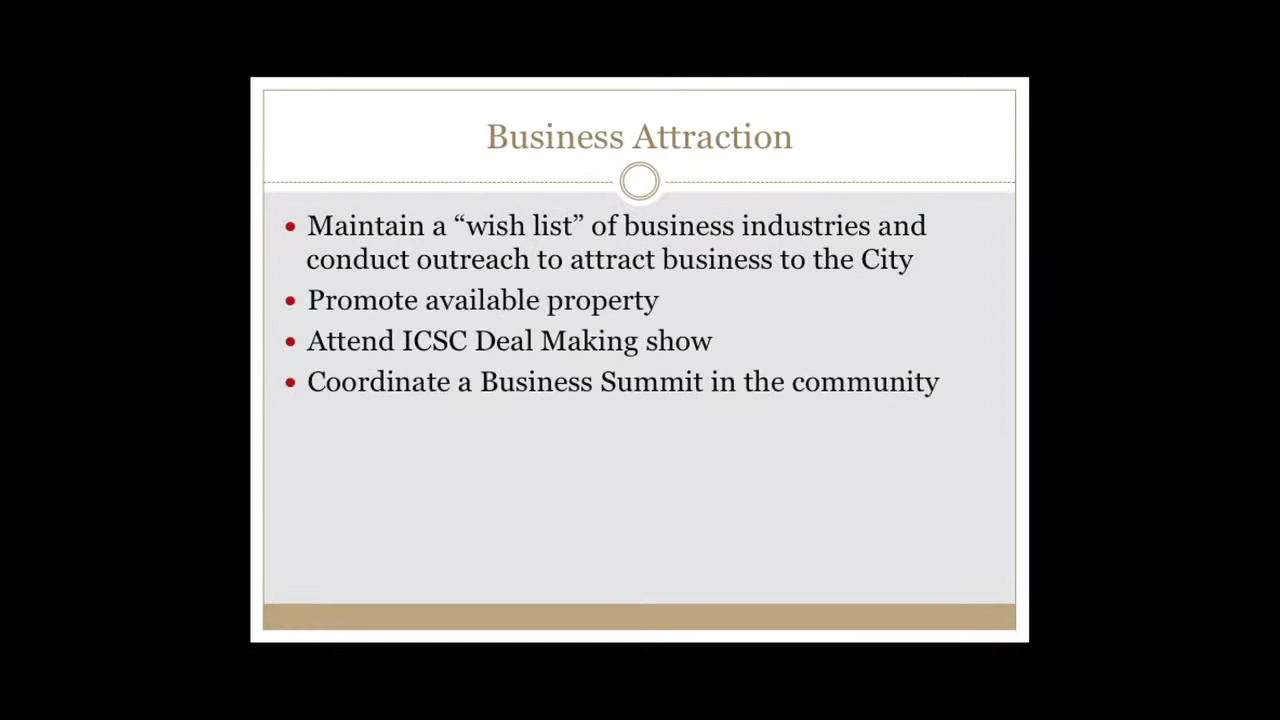 Business Attraction
• Maintain a “wish list” of business industries and
conduct outreach to attract business to the City
• Promote available property
• Attend ICSC Deal Making show
• Coordinate a Business Summit in the community